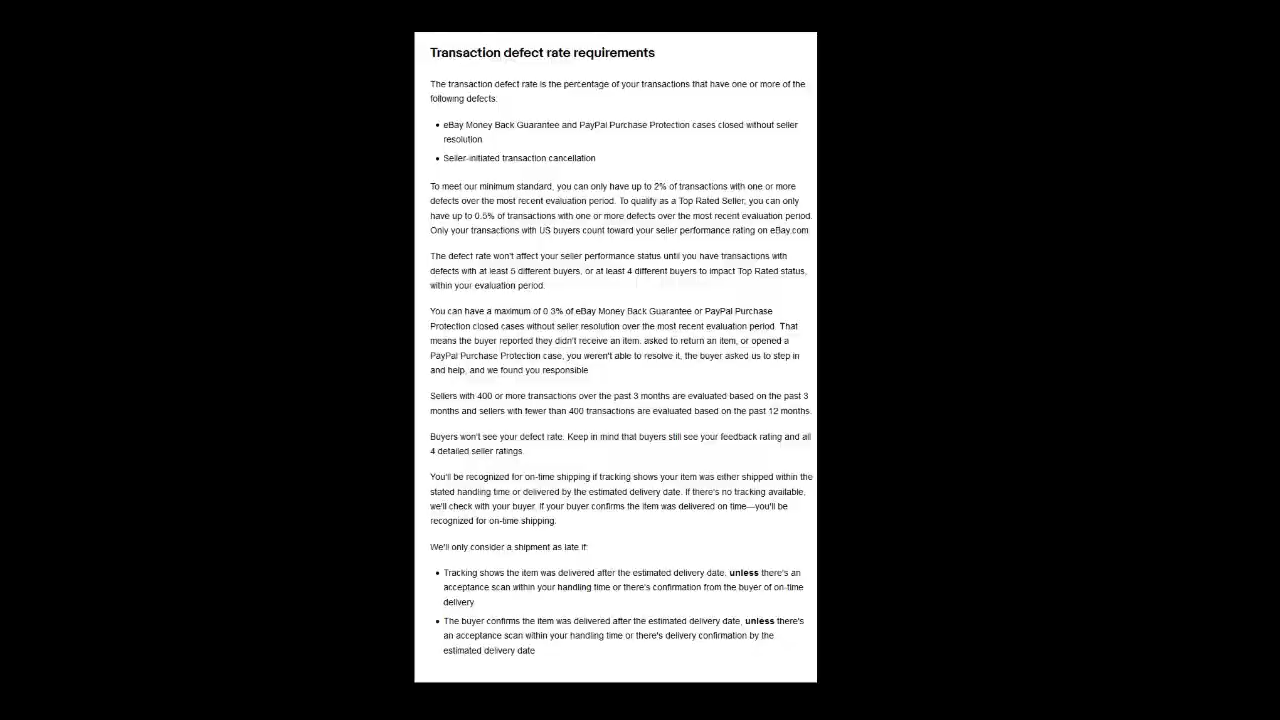 Transaction defect rate requirements
The transaction defect rate is the percentage of your transactions that have one or more of the
following defects:
• eBay Money Back Guarantee and PayPal Purchase Protection cases closed without seller
resolution
• Seller-initiated transaction cancellation
To meet our minimum standard, you can only have up to 2% of transactions with one or more
defects over the most recent evaluation period. To qualify as a Top Rated Seller, you can only
have up to 0.5% of transactions with one or more defects over the most recent evaluation period.
Only your transactions with US buyers count toward your seller performance rating on eBay.com
The defect rate won't affect your seller performance status until you have transactions with
defects with at least 5 different buyers, or at least 4 different buyers to impact Top Rated status,
within your evaluation period.
You can have a maximum of 0.3% of eBay Money Back Guarantee or PayPal Purchase
Protection closed cases without seller resolution over the most recent evaluation period. That
means the buyer reported they didn't receive an item, asked to return an item, or opened a
PayPal Purchase Protection case, you weren't able to resolve it, the buyer asked us to step in
and help, and we found you responsible
Sellers with 400 or more transactions over the past 3 months are evaluated based on the past 3
months and sellers with fewer than 400 transactions are evaluated based on the past 12 months.
Buyers won't see your defect rate. Keep in mind that buyers still see your feedback rating and all
4 detailed seller ratings.
You'll be recognized for on-time shipping if tracking shows your item was either shipped within the
stated handling time or delivered by the estimated delivery date. If there's no tracking available,
we'll check with your buyer. If your buyer confirms the item was delivered on time—you'll be
recognized for on-time shipping.
We'll only consider a shipment as late if:
• Tracking shows the item was delivered after the estimated delivery date, unless there's an
acceptance scan within your handling time or there's confirmation from the buyer of on-time
delivery
• The buyer confirms the item was delivered after the estimated delivery date, unless there's
an acceptance scan within your handling time or there's delivery confirmation by the
estimated delivery date